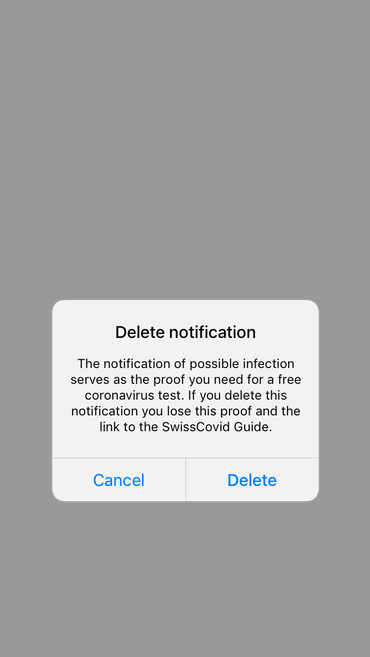 Delete notification
The notification of possible infection
serves as the proof you need for a free
coronavirus test. If you delete this
notification you lose this proof and the
link to the SwissCovid Guide.
Cancel
Delete